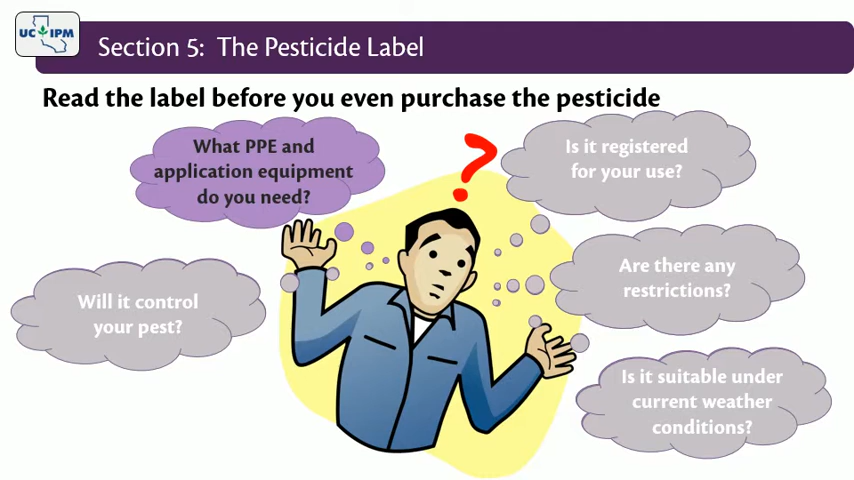 UC IPM
Section 5: The Pesticide Label
Read the label before you even purchase the pesticide
What PPE and
application equipment
do you need?
?
Is it registered
for your use?
Will it control
your pest?
Are there any
restrictions?
Is it suitable under
current weather
conditions?